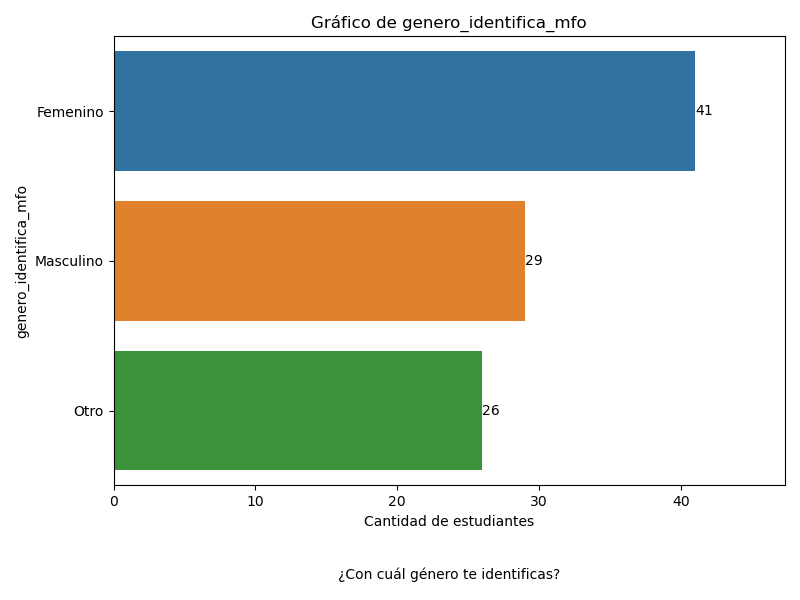 Gráfico de genero_identifica_mfo
genero_identifica_mfo
Femenino
41
Masculino
29
Otro
26
0 10 20 30 40
Cantidad de estudiantes
¿Con cuál género te identificas?